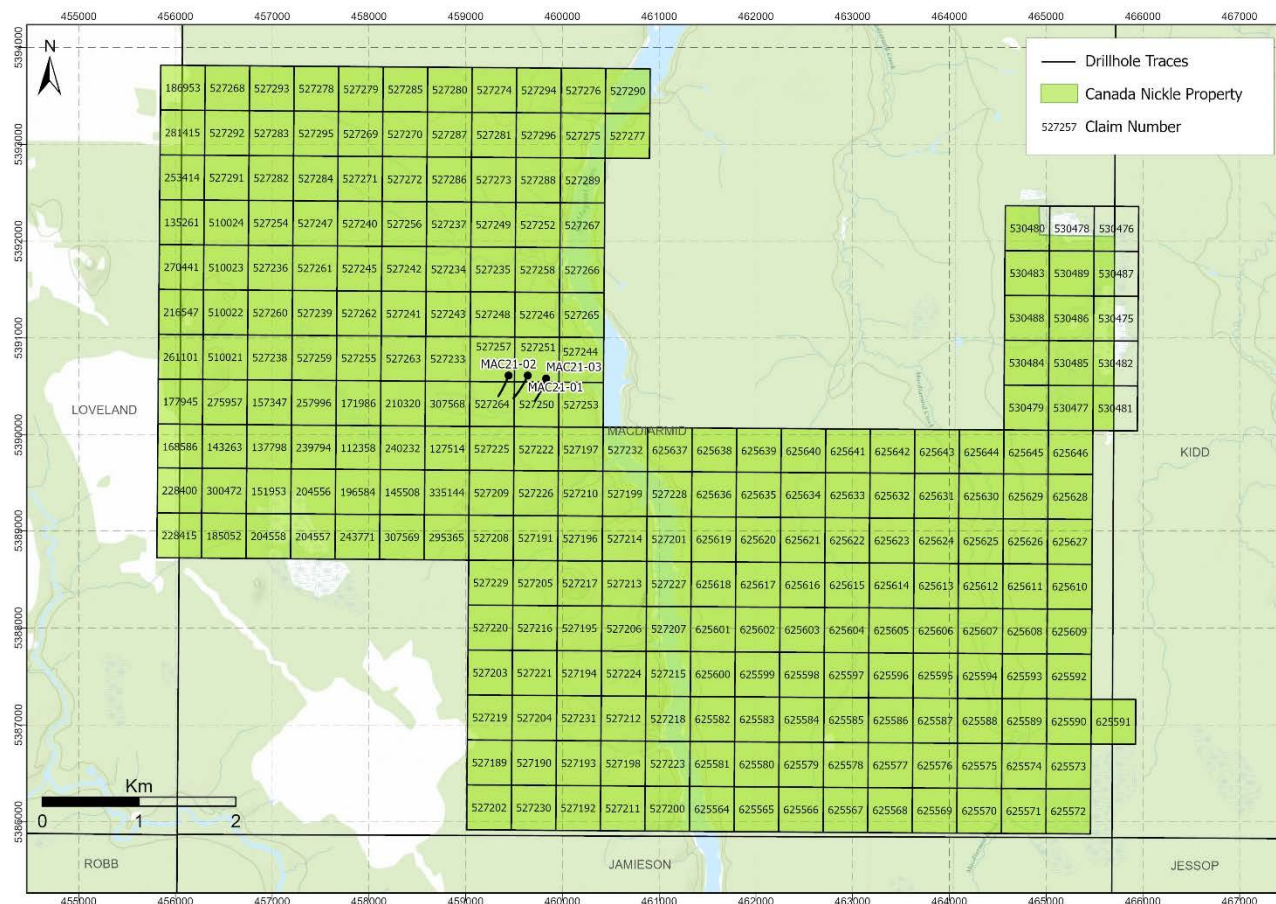 455000 456000 457000 458000 459000 460000 461000 462000 463000 464000 465000 466000 467000
N
Drillhole Traces
Canada Nickle Property
527257 Claim Number
5394000
5393000
5392000
5391000
5390000
5389000
5388000
5387000
5386000
186953 527268 527293 527278 527279 527285 527280 527274 527294 527276 527290
281415 527292 527283 527295 527269 527270 527287 527281 527296 527275 527277
253414 527291 527282 527284 527271 527272 527286 527273 527288 527289
135261 510024 527254 527247 527240 527256 527237 527249 527252 527267
530480 530478 530476
270441 510023 527236 527261 527245 527242 527234 527235 527258 527266
530483 530489 530487
216547 510022 527260 527239 527262 527241 527243 527248 527246 527265
530488 530486 530475
261101 510021 527238 527259 527255 527263 527233 527257 527251 527244
530484 530485 530482
MAC21-02 MAC21-03
MAC21-01
177945 275957 157347 257996 171986 210320 307568 527264 527250 527253
530479 530477 530481
LOVELAND
MACDIARMID
KIDD
168586 143263 137798 239794 112358 240232 127514 527225 527222 527197 527232 625637 625638 625639 625640 625641 625642 625643 625644 625645 625646
228400 300472 151953 204556 196584 145508 335144 527209 527226 527210 527199 527228 625636 625635 625634 625633 625632 625631 625630 625629 625628
228415 185052 204558 204557 243771 307569 295365 527208 527191 527196 527214 527201 625619 625620 625621 625622 625623 625624 625625 625626 625627
527229 527205 527217 527213 527227 625618 625617 625616 625615 625614 625613 625612 625611 625610
527220 527216 527195 527206 527207 625601 625602 625603 625604 625605 625606 625607 625608 625609
527203 527221 527194 527224 527215 625600 625599 625598 625597 625596 625595 625594 625593 625592
527219 527204 527231 527212 527218 625582 625583 625584 625585 625586 625587 625588 625589 625590 625591
527189 527190 527193 527198 527223 625581 625580 625579 625578 625577 625576 625575 625574 625573
527202 527230 527192 527211 527200 625564 625565 625566 625567 625568 625569 625570 625571 625572
Km
0 1 2
ROBB
JAMIESON
JESSOP
455000 456000 457000 458000 459000 460000 461000 462000 463000 464000 465000 466000 467000